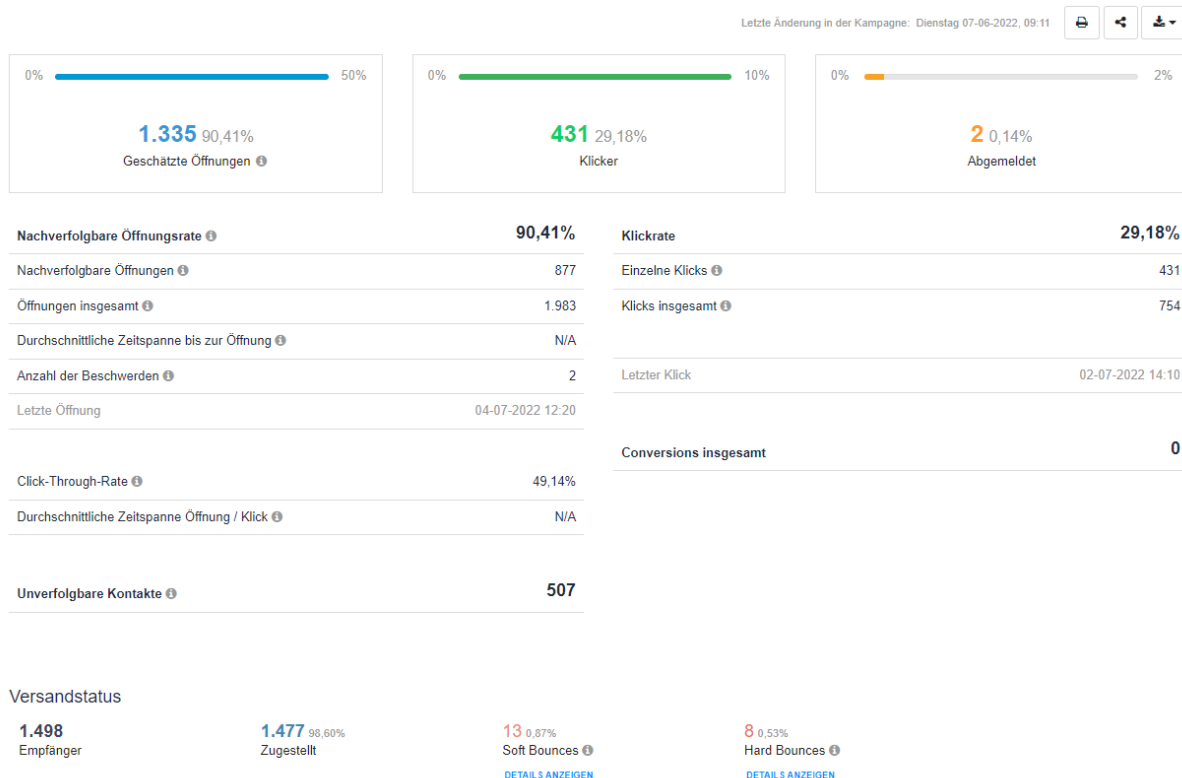 Letzte Änderung in der Kampagne: Dienstag 07-06-2022, 09:11
0% 50%
1.335 90,41%
Geschätzte Öffnungen
0% 10%
431 29,18%
Klicker
0% 2%
2 0,14%
Abgemeldet
Nachverfolgbare Öffnungsrate 90,41%
Nachverfolgbare Öffnungen 877
Öffnungen insgesamt 1.983
Durchschnittliche Zeitspanne bis zur Öffnung N/A
Anzahl der Beschwerden 2
Letzte Öffnung 04-07-2022 12:20
Click-Through-Rate 49,14%
Durchschnittliche Zeitspanne Öffnung / Klick N/A
Unverfolgbare Kontakte 507
Klickrate 29,18%
Einzelne Klicks 431
Klicks insgesamt 754
Letzter Klick 02-07-2022 14:10
Conversions insgesamt 0
Versandstatus
1.498
Empfänger
1.477 98,60%
Zugestellt
13 0,87%
Soft Bounces
DETAILS ANZEIGEN
8 0,53%
Hard Bounces
DETAILS ANZEIGEN